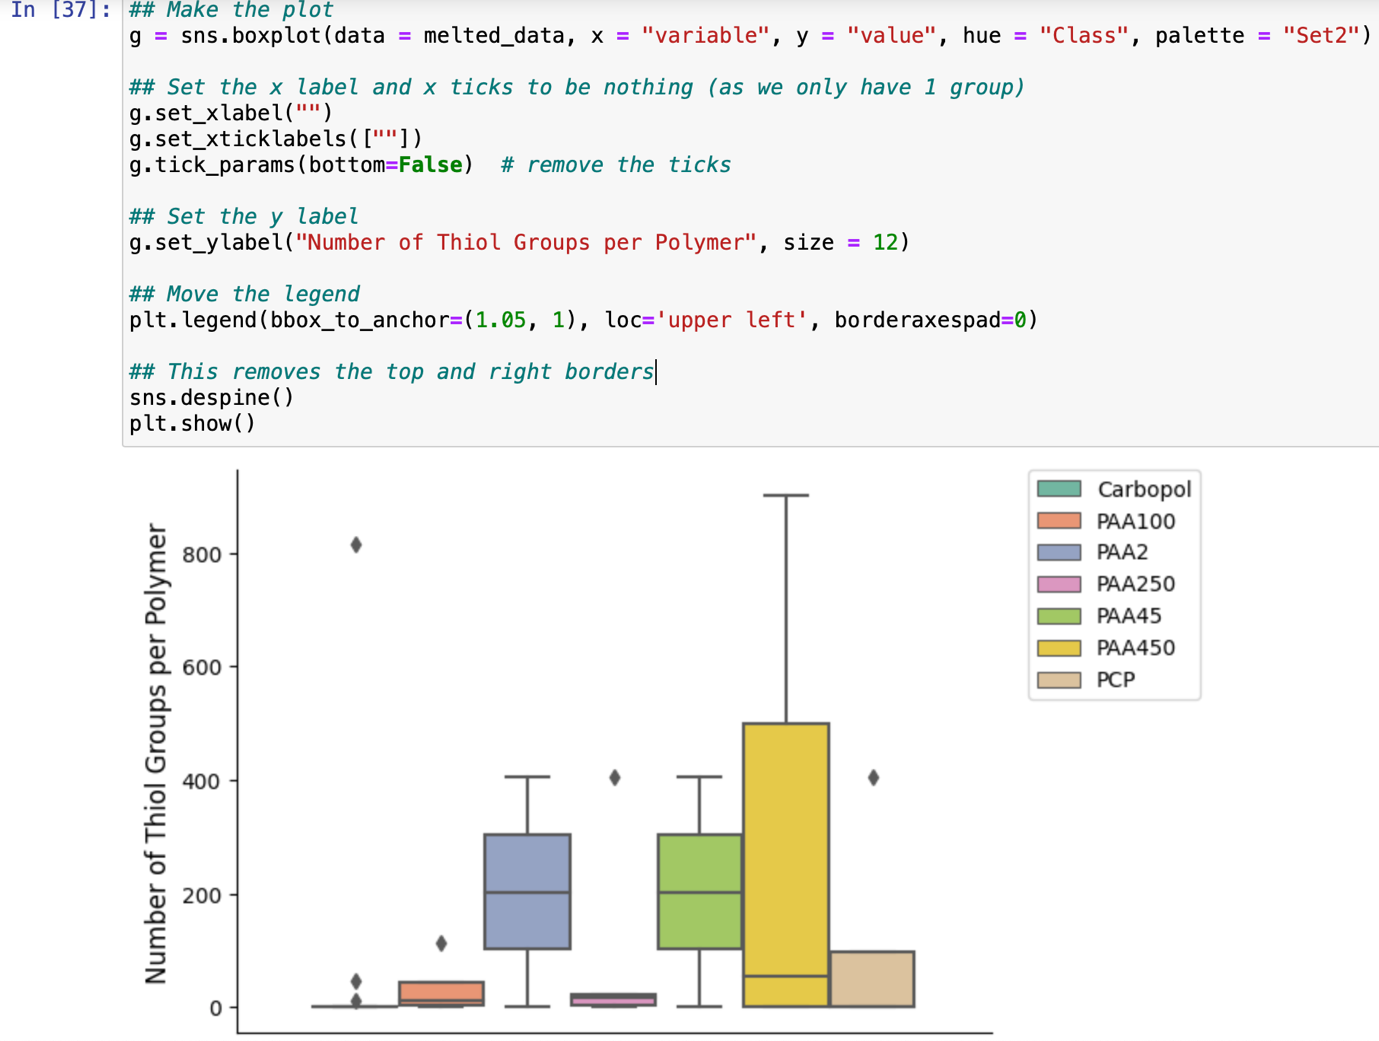 In [37]:
## Make the plot
g = sns.boxplot(data = melted_data, x = "variable", y = "value", hue = "Class", palette = "Set2")
## Set the x label and x ticks to be nothing (as we only have 1 group)
g.set_xlabel("")
g.set_xticklabels([""])
g.tick_params(bottom=False)  # remove the ticks
## Set the y label
g.set_ylabel("Number of Thiol Groups per Polymer", size = 12)
## Move the legend
plt.legend(bbox_to_anchor=(1.05, 1), loc='upper left', borderaxespad=0)
## This removes the top and right borders
sns.despine()
plt.show()
Number of Thiol Groups per Polymer
800
600
400
200
0
Carbopol
PAA100
PAA2
PAA250
PAA45
PAA450
PCP